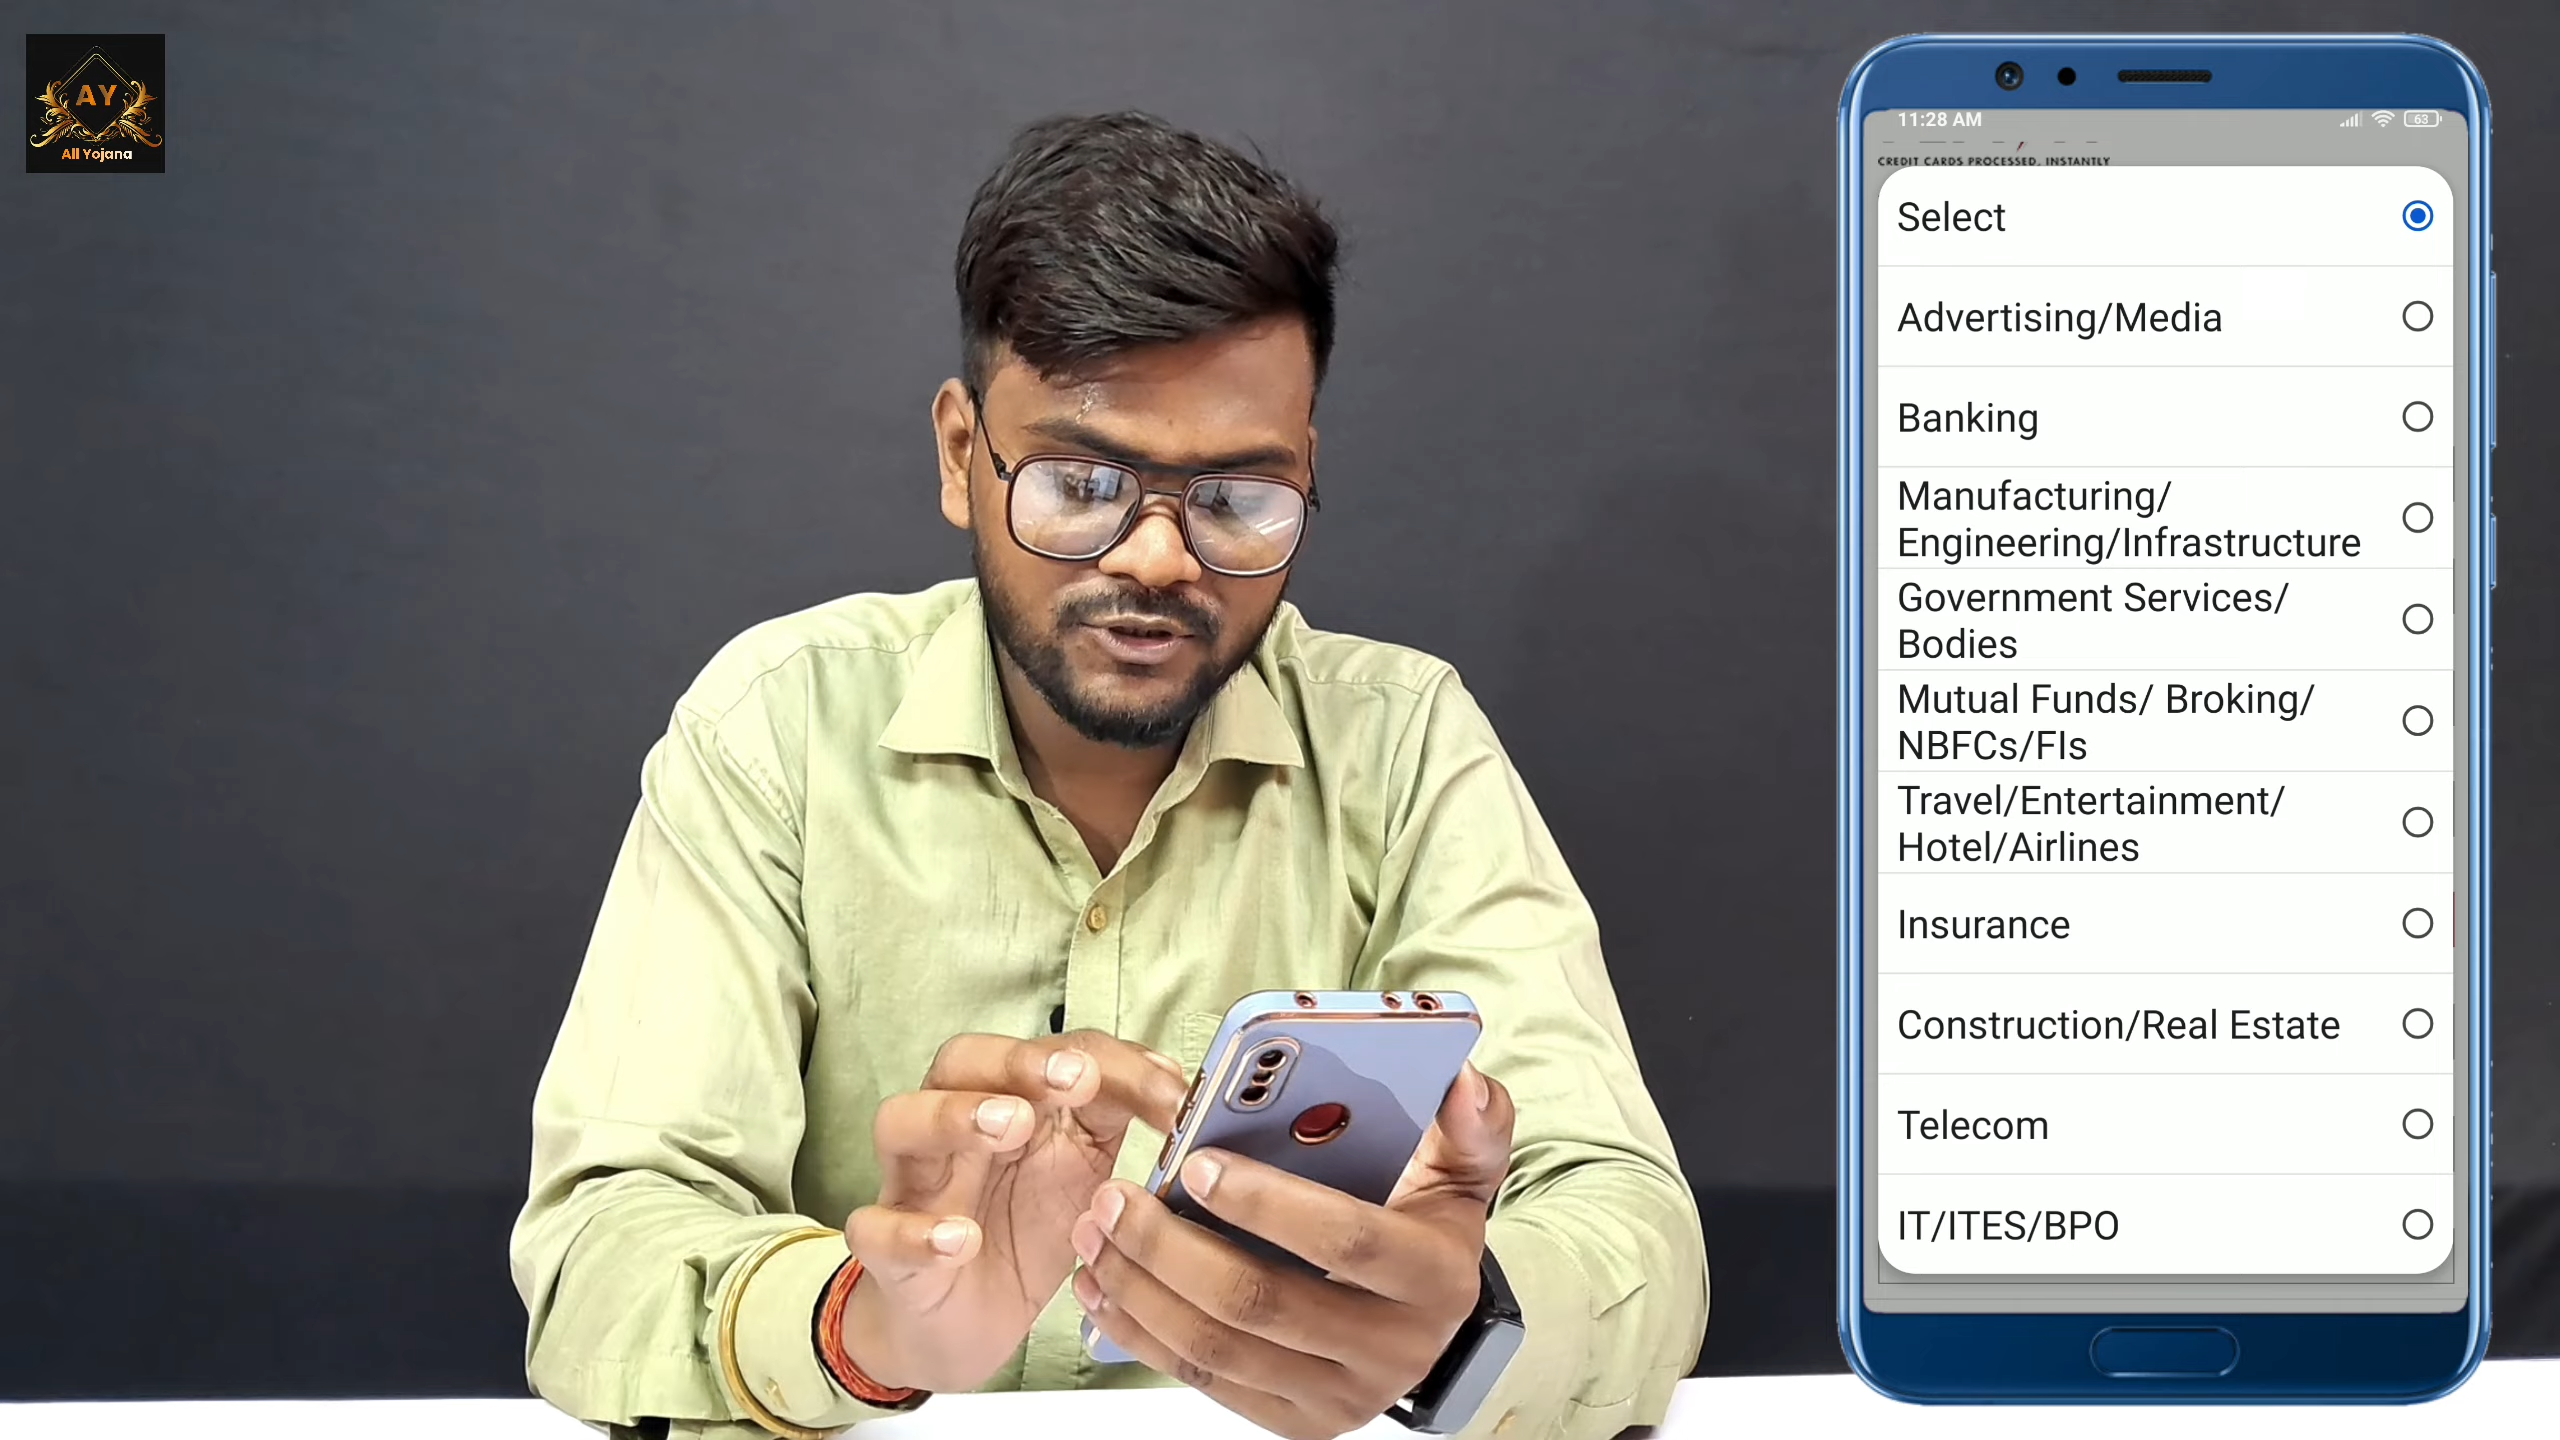 AY
All Yojana
11:28 AM
63
CREDIT CARDS PROCESSED, INSTANTLY
Select
Advertising/Media
Banking
Manufacturing/
Engineering/Infrastructure
Government Services/
Bodies
Mutual Funds/ Broking/
NBFCs/FIs
Travel/Entertainment/
Hotel/Airlines
Insurance
Construction/Real Estate
Telecom
IT/ITES/BPO